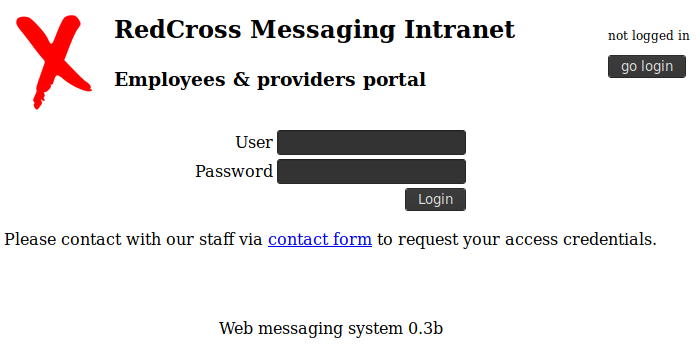 RedCross Messaging Intranet
not logged in
go login
Employees & providers portal
User
Password
Login
Please contact with our staff via contact form to request your access credentials.
Web messaging system 0.3b